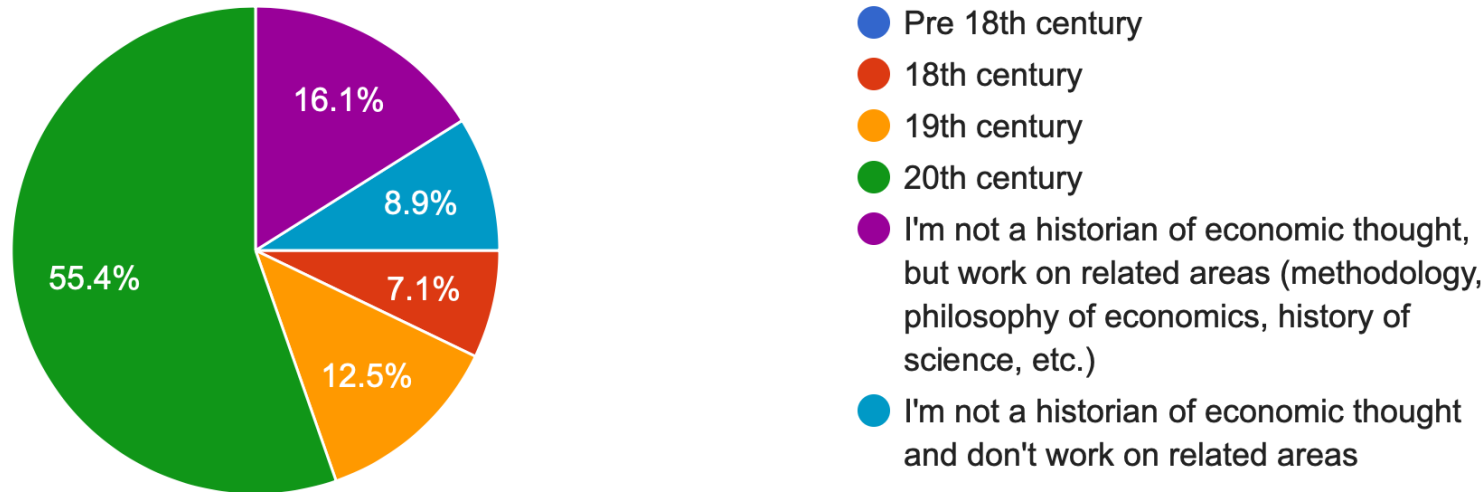 16.1%
8.9%
7.1%
12.5%
55.4%
Pre 18th century
18th century
19th century
20th century
I'm not a historian of economic thought,
but work on related areas (methodology,
philosophy of economics, history of
science, etc.)
I'm not a historian of economic thought
and don't work on related areas